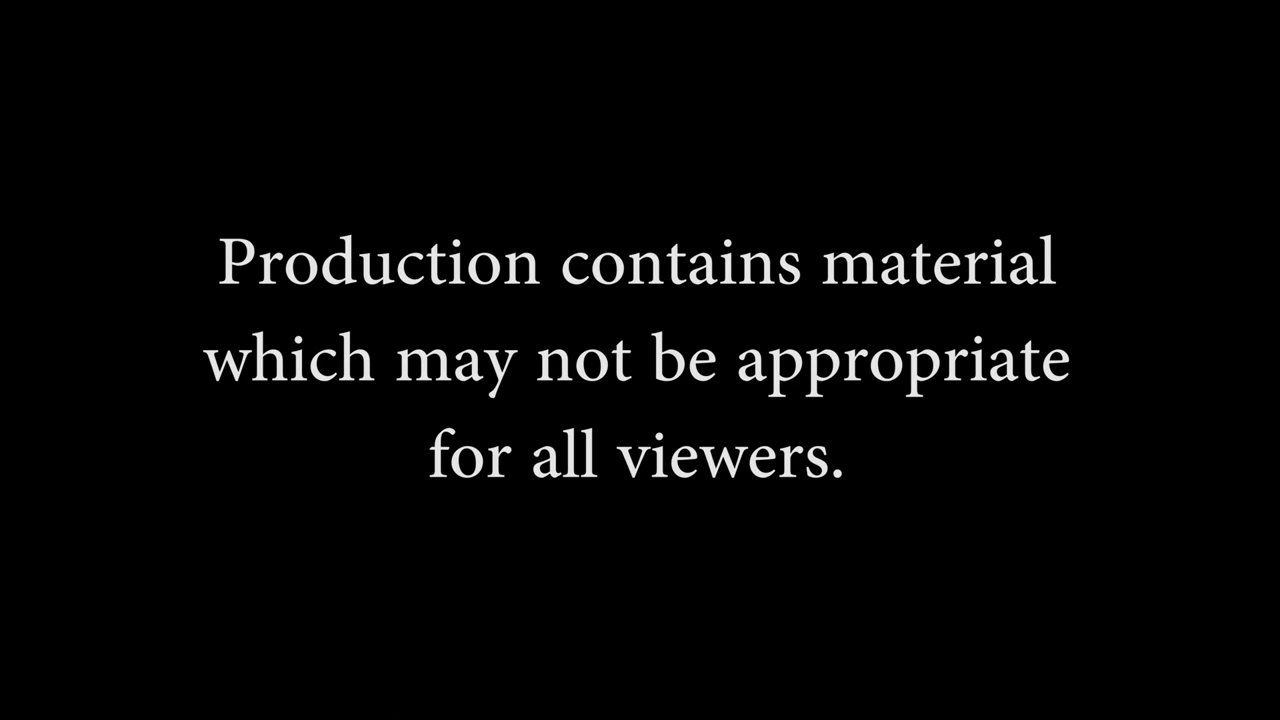 Production contains material
which may not be appropriate
for all viewers.